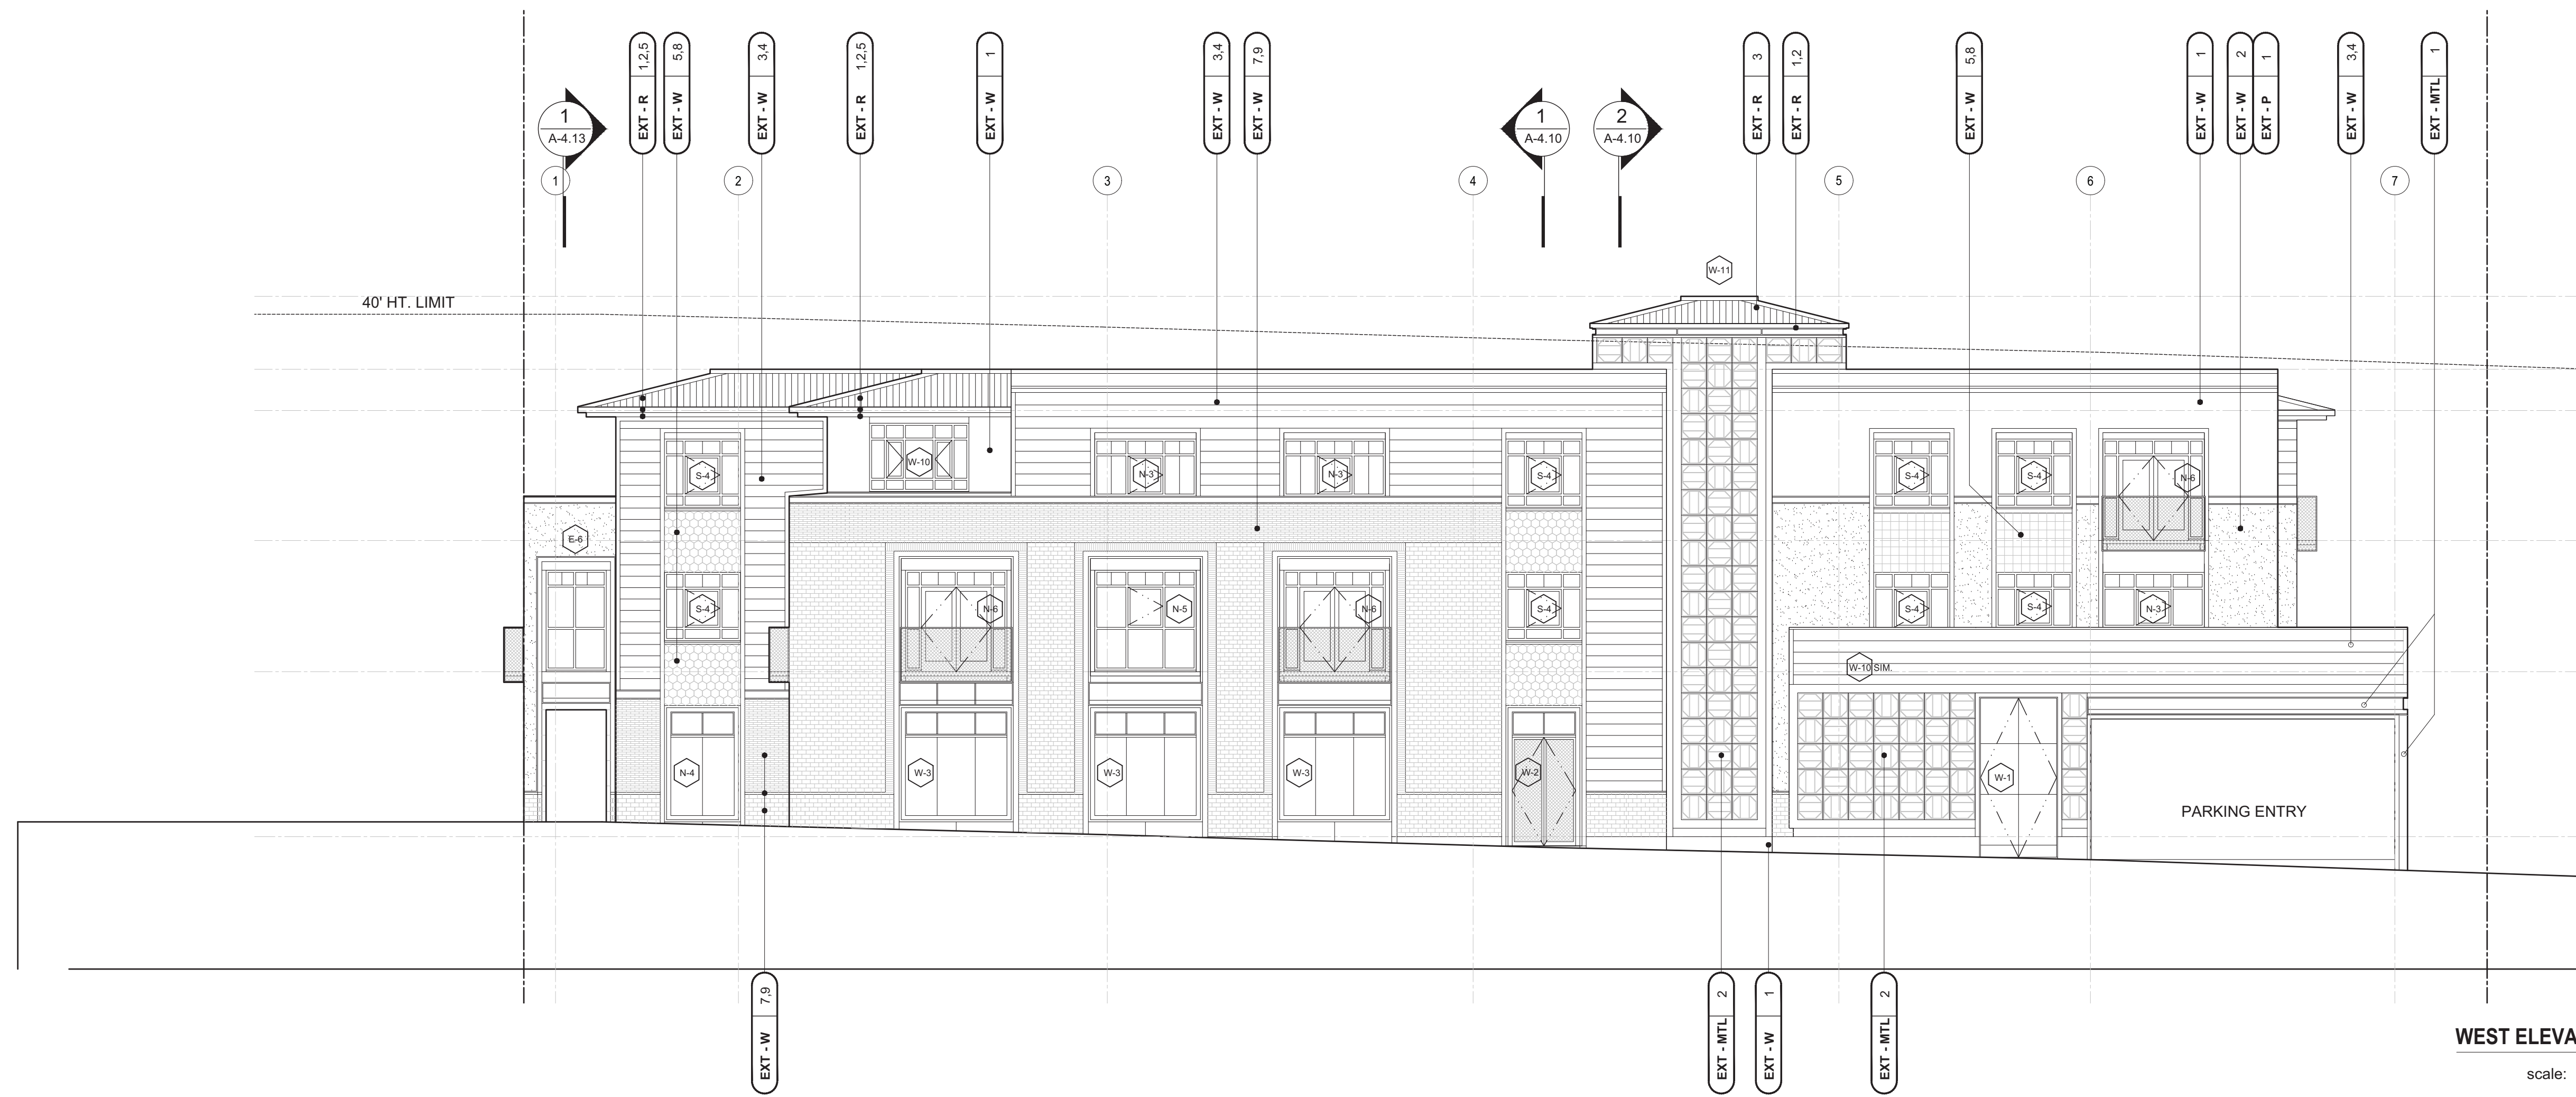 1,2,5
EXT - R
5,8
EXT - W
3,4
EXT - W
1,2,5
EXT - R
1
EXT - W
3,4
EXT - W
7,9
EXT - W
3
EXT - R
1,2
EXT - R
5,8
EXT - W
1
EXT - W
2
EXT - W
1
EXT - P
3,4
EXT - W
1
EXT - MTL
1
A-4.13
1
A-4.10
2
A-4.10
1
2
3
4
5
6
7
W-11
40' HT. LIMIT
W-10
S-4
N-3
N-3
S-4
S-4
S-4
N-6
E-6
S-4
N-6
N-5
N-6
S-4
S-4
S-4
N-3
W-10 SIM.
N-4
W-3
W-3
W-3
W-2
W-1
PARKING ENTRY
7,9
EXT - W
2
EXT - MTL
1
EXT - W
2
EXT - MTL
WEST ELEVA
scale: